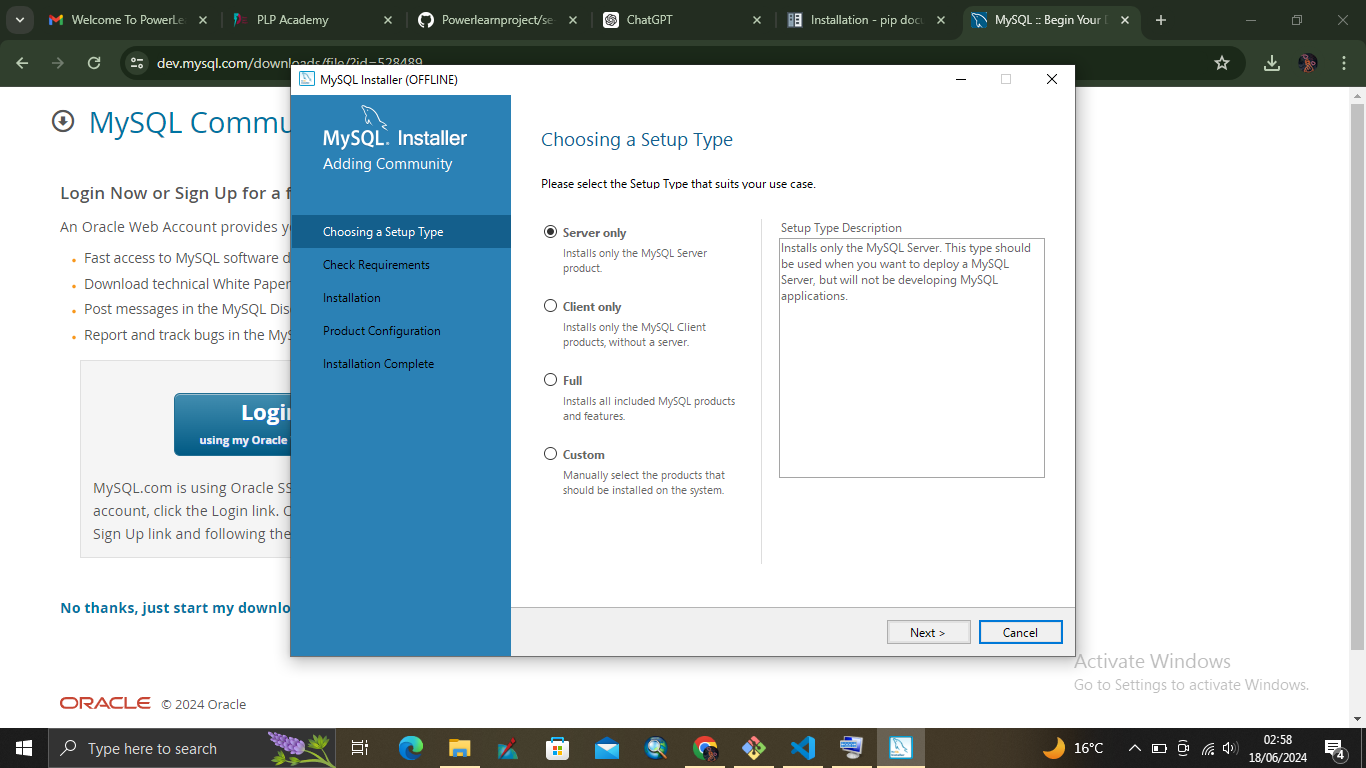 Welcome To PowerLe
PLP Academy
Powerlearnproject/se-
ChatGPT
Installation - pip docu
MySQL :: Begin Your D
dev.mysql.com/downloads/file/?id=528489
MySQL Commu
Login Now or Sign Up for a f
An Oracle Web Account provides y
Fast access to MySQL software d
Download technical White Paper
Post messages in the MySQL Dis
Report and track bugs in the My
Login
using my Oracle
MySQL.com is using Oracle SS
account, click the Login link. O
Sign Up link and following the
No thanks, just start my downlo
ORACLE © 2024 Oracle
MySQL Installer (OFFLINE)
MySQL. Installer
Adding Community
Choosing a Setup Type
Check Requirements
Installation
Product Configuration
Installation Complete
Choosing a Setup Type
Please select the Setup Type that suits your use case.
Server only
Installs only the MySQL Server
product.
Client only
Installs only the MySQL Client
products, without a server.
Full
Installs all included MySQL products
and features.
Custom
Manually select the products that
should be installed on the system.
Setup Type Description
Installs only the MySQL Server. This type should
be used when you want to deploy a MySQL
Server, but will not be developing MySQL
applications.
Next >
Cancel
Activate Windows
Go to Settings to activate Windows.
Type here to search
16°C
02:58
18/06/2024
4